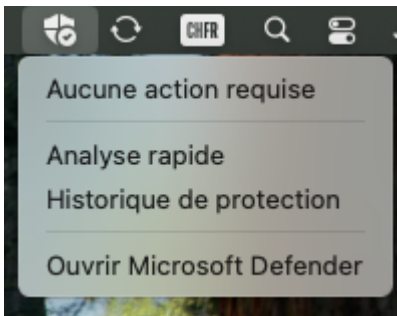 CHFR
Aucune action requise
Analyse rapide
Historique de protection
Ouvrir Microsoft Defender